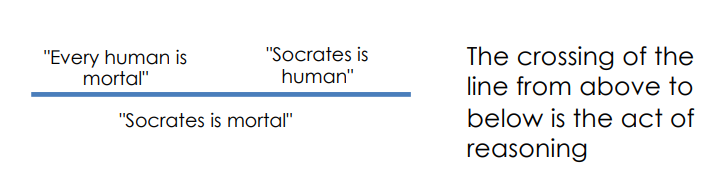 "Every human is
mortal"
"Socrates is
human"
"Socrates is mortal"
The crossing of the
line from above to
below is the act of
reasoning